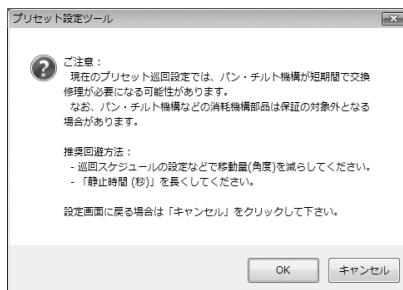 プリセット設定ツール
ご注意：
現在のプリセット巡回設定では、パン・チルト機構が短期間で交換
修理が必要になる可能性があります。
なお、パン・チルト機構などの消耗機構部品は保証の対象外となる
場合があります。
推奨回避方法：
- 巡回スケジュールの設定などで移動量(角度)を減らしてください。
- 「静止時間 (秒)」を長くしてください。
設定画面に戻る場合は「キャンセル」をクリックして下さい。
OK
キャンセル